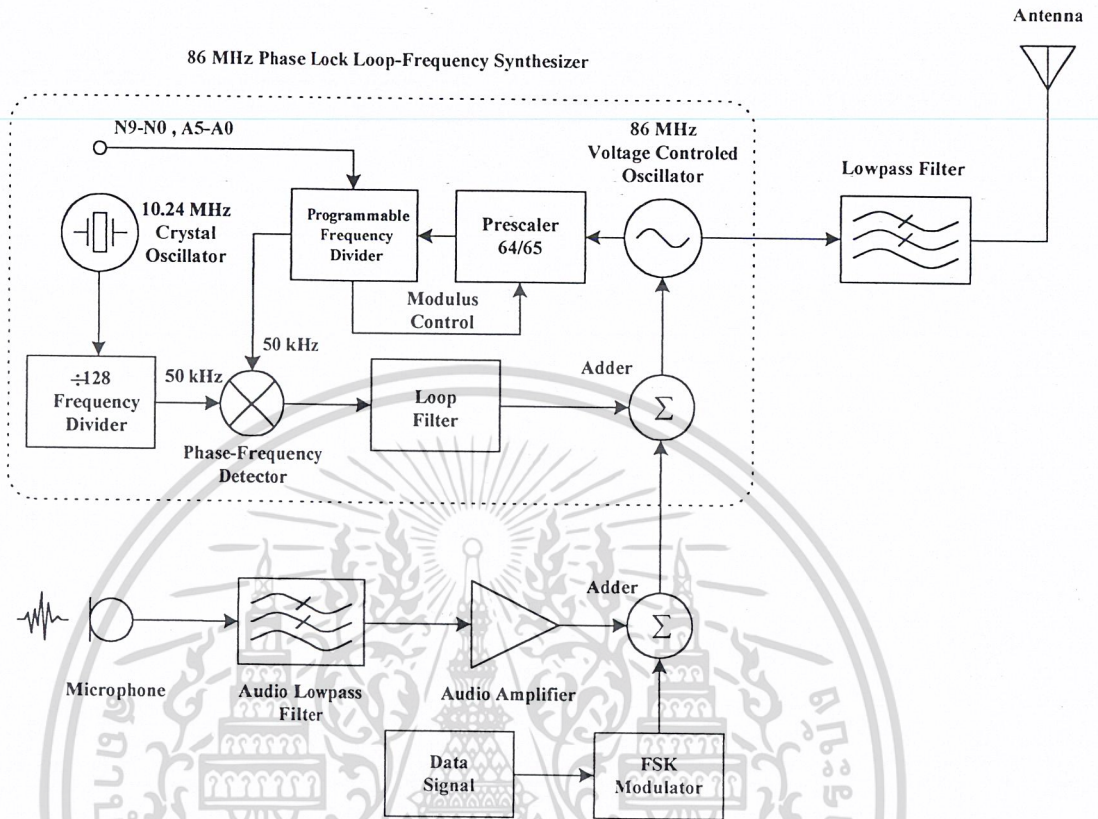 Antenna
86 MHz Phase Lock Loop-Frequency Synthesizer
N9-N0 , A5-A0
86 MHz
Voltage Controled
Oscillator
Lowpass Filter
10.24 MHz
Crystal
Oscillator
Programmable
Frequency
Divider
Prescaler
64/65
Modulus
Control
50 kHz
÷128
Frequency
Divider
50 kHz
Phase-Frequency
Detector
Loop
Filter
Adder
Σ
Adder
Σ
Microphone
Audio Lowpass
Filter
Audio Amplifier
Data
Signal
FSK
Modulator